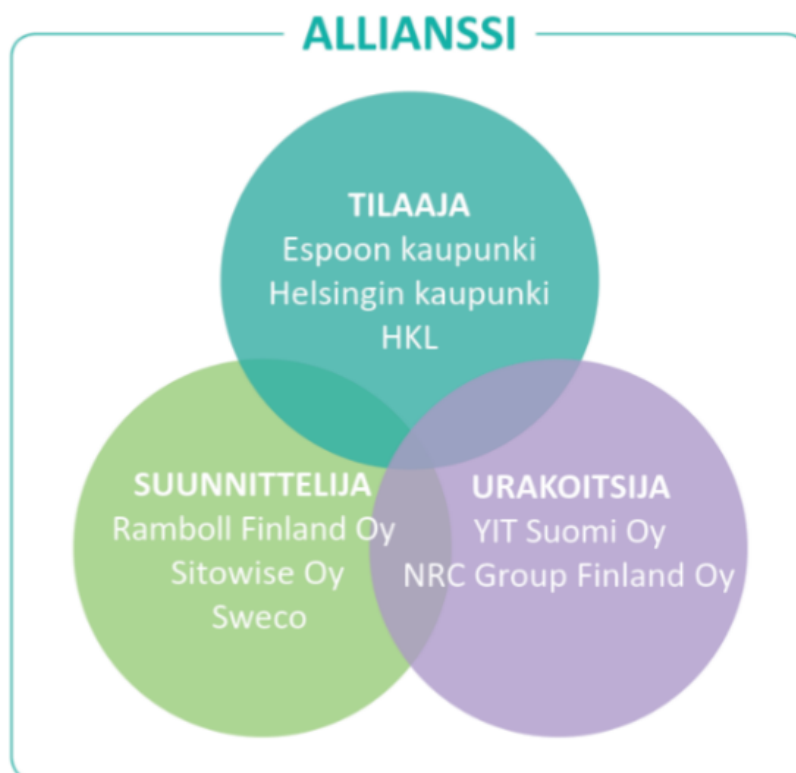 ALLIANSSI
TILAAJA
Espoon kaupunki
Helsingin kaupunki
HKL
SUUNNITTELIJA
Ramboll Finland Oy
Sitowise Oy
Sweco
URAKOITSIJA
YIT Suomi Oy
NRC Group Finland Oy